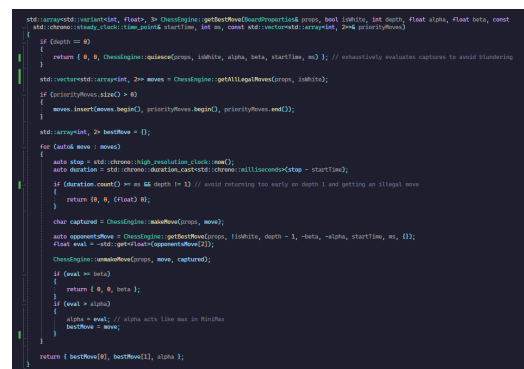 std::array<std::variant<int, float>, 3> ChessEngine::getBestMove(BoardProperties& props, bool isWhite, int depth, float alpha, float beta, const
std::chrono::steady_clock::time_point& startTime, int ms, const std::vector<std::array<int, 2>>& priorityMoves)
{
if (depth == 0)
{
return { 0, 0, ChessEngine::quiesce(props, isWhite, alpha, beta, startTime, ms) }; // exhaustively evaluates captures to avoid blundering
}
std::vector<std::array<int, 2>> moves = ChessEngine::getAllLegalMoves(props, isWhite);
if (priorityMoves.size() > 0)
{
moves.insert(moves.begin(), priorityMoves.begin(), priorityMoves.end());
}
std::array<int, 2> bestMove = {};
for (auto& move : moves)
{
auto stop = std::chrono::high_resolution_clock::now();
auto duration = std::chrono::duration_cast<std::chrono::milliseconds>(stop - startTime);
if (duration.count() >= ms && depth != 1) // avoid returning too early on depth 1 and getting an illegal move
{
return {0, 0, (float) 0};
}
char captured = ChessEngine::makeMove(props, move);
auto opponentsMove = ChessEngine::getBestMove(props, !isWhite, depth - 1, -beta, -alpha, startTime, ms, {});
float eval = -std::get<float>(opponentsMove[2]);
ChessEngine::unmakeMove(props, move, captured);
if (eval >= beta)
{
return { 0, 0, beta };
}
if (eval > alpha)
{
alpha = eval; // alpha acts like max in MiniMax
bestMove = move;
}
}
return { bestMove[0], bestMove[1], alpha };
}